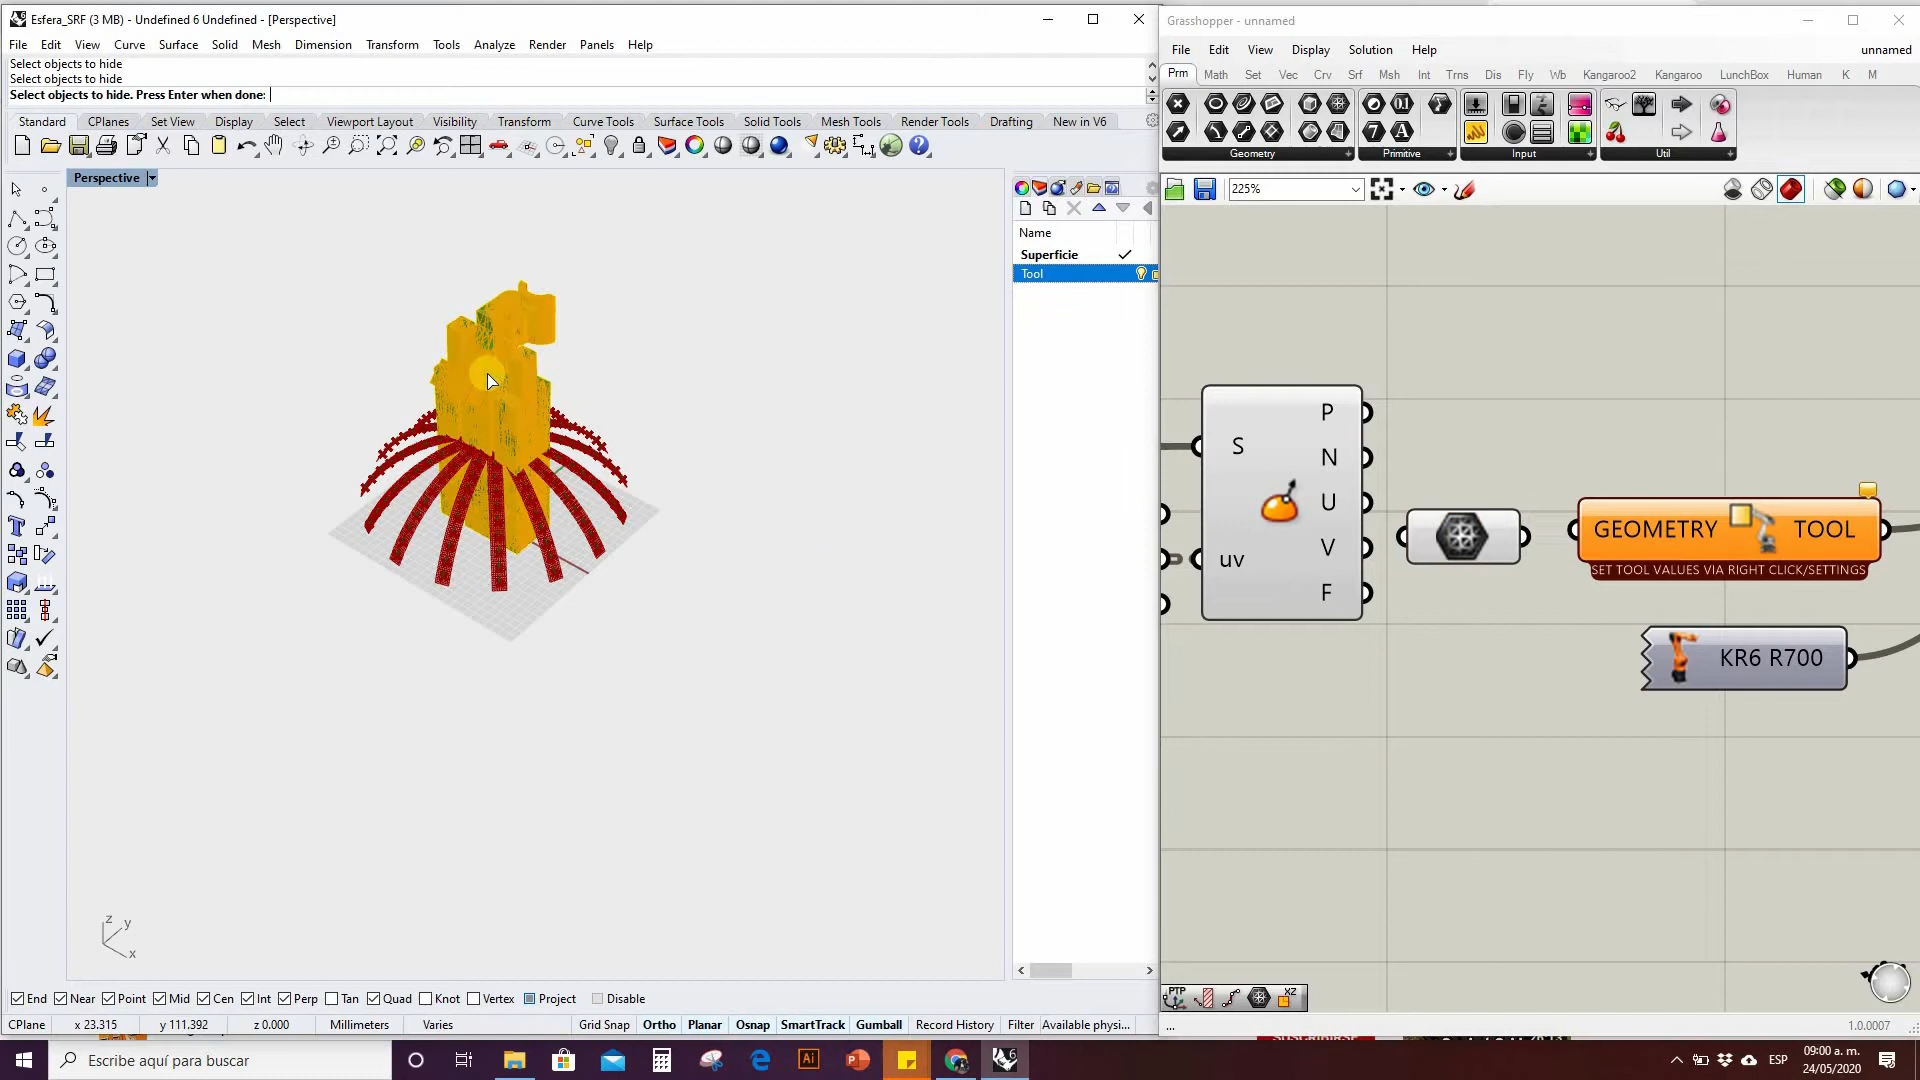 Esfera_SRF (3 MB) - Undefined 6 Undefined - [Perspective]
File Edit View Curve Surface Solid Mesh Dimension Transform Tools Analyze Render Panels Help
Select objects to hide
Select objects to hide
Select objects to hide. Press Enter when done:
Standard CPlanes Set View Display Select Viewport Layout Visibility Transform Curve Tools Surface Tools Solid Tools Mesh Tools Render Tools Drafting New in V6
Perspective
Name
Superficie
Tool
z
y
x
End Near Point Mid Cen Int Perp Tan Quad Knot Vertex Project Disable
CPlane x 23.315 y 111.392 z 0.000 Millimeters Varies Grid Snap Ortho Planar Osnap SmartTrack Gumball Record History Filter Available physi...
Grasshopper - unnamed
File Edit View Display Solution Help unnamed
Prm Math Set Vec Crv Srf Msh Int Trns Dis Fly Wb Kangaroo2 Kangaroo LunchBox Human K M
Geometry Primitive Input Util
225%
S
uv
P
N
U
V
F
GEOMETRY TOOL
SET TOOL VALUES VIA RIGHT CLICK/SETTINGS
KR6 R700
PTP
XZ
...
1.0.0007
Escribe aquí para buscar
Ai
6
ESP
09:00 a. m.
24/05/2020